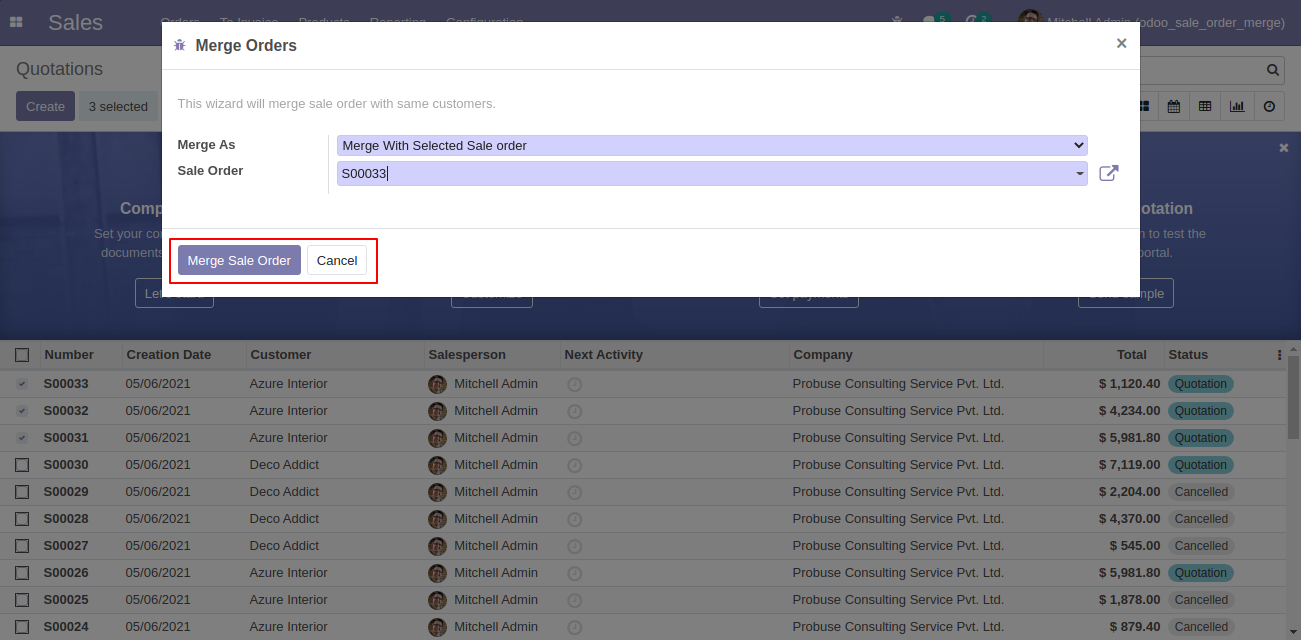 Sales Orders To Invoice Products Reporting Configuration 5 2 Mitchell Admin (odoo_sale_order_merge)
Merge Orders ×
Quotations
Create 3 selected
This wizard will merge sale order with same customers.
Merge As Merge With Selected Sale order
Sale Order S00033
Merge Sale Order Cancel
Number Creation Date Customer Salesperson Next Activity Company Total Status
S00033 05/06/2021 Azure Interior Mitchell Admin Probuse Consulting Service Pvt. Ltd. $ 1,120.40 Quotation
S00032 05/06/2021 Azure Interior Mitchell Admin Probuse Consulting Service Pvt. Ltd. $ 4,234.00 Quotation
S00031 05/06/2021 Azure Interior Mitchell Admin Probuse Consulting Service Pvt. Ltd. $ 5,981.80 Quotation
S00030 05/06/2021 Deco Addict Mitchell Admin Probuse Consulting Service Pvt. Ltd. $ 7,119.00 Quotation
S00029 05/06/2021 Deco Addict Mitchell Admin Probuse Consulting Service Pvt. Ltd. $ 2,204.00 Cancelled
S00028 05/06/2021 Deco Addict Mitchell Admin Probuse Consulting Service Pvt. Ltd. $ 4,370.00 Cancelled
S00027 05/06/2021 Deco Addict Mitchell Admin Probuse Consulting Service Pvt. Ltd. $ 545.00 Cancelled
S00026 05/06/2021 Azure Interior Mitchell Admin Probuse Consulting Service Pvt. Ltd. $ 5,981.80 Quotation
S00025 05/06/2021 Azure Interior Mitchell Admin Probuse Consulting Service Pvt. Ltd. $ 1,878.00 Cancelled
S00024 05/06/2021 Azure Interior Mitchell Admin Probuse Consulting Service Pvt. Ltd. $ 879.40 Cancelled